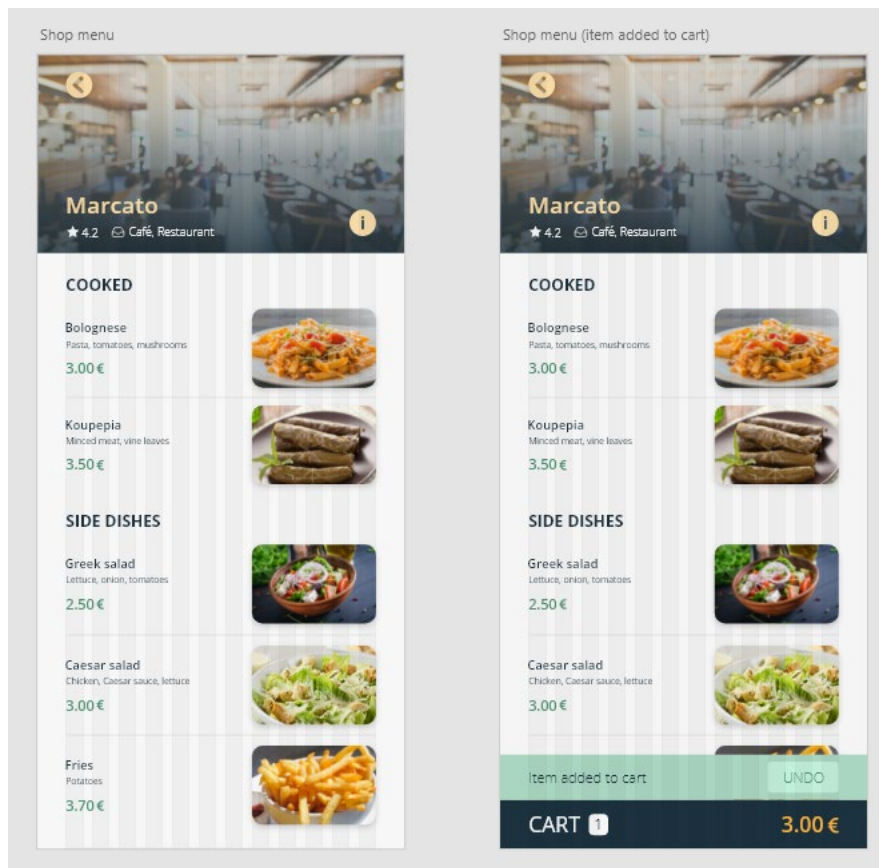 Shop menu
Marcato
4.2 Café, Restaurant
i
COOKED
Bolognese
Pasta, tomatoes, mushrooms
3.00 €
Koupepia
Minced meat, vine leaves
3.50 €
SIDE DISHES
Greek salad
Lettuce, onion, tomatoes
2.50 €
Caesar salad
Chicken, Caesar sauce, lettuce
3.00 €
Fries
Potatoes
3.70 €
Shop menu (item added to cart)
Marcato
4.2 Café, Restaurant
i
COOKED
Bolognese
Pasta, tomatoes, mushrooms
3.00 €
Koupepia
Minced meat, vine leaves
3.50 €
SIDE DISHES
Greek salad
Lettuce, onion, tomatoes
2.50 €
Caesar salad
Chicken, Caesar sauce, lettuce
3.00 €
Item added to cart UNDO
CART 1 3.00 €